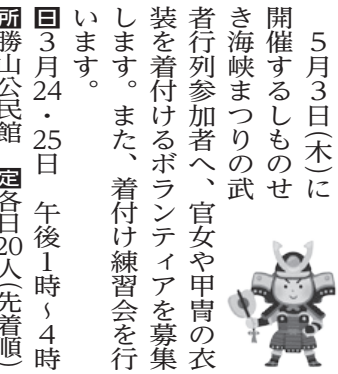 5月3日(木)に
開催するしものせ
き海峡まつりの武
者行列参加者へ、官女や甲冑の衣
装を着付けるボランティアを募集
します。また、着付け練習会を行
います。
日3月24・25日 午後1時～4時
所勝山公民館 定各日20人(先着順)